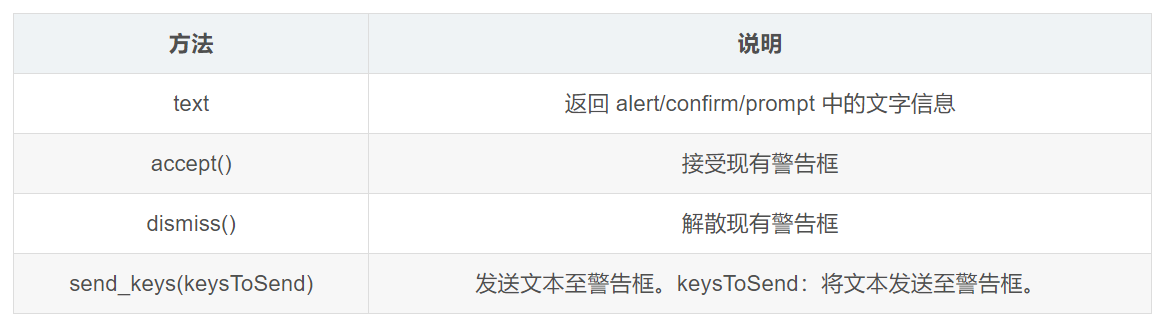 方法 说明
text 返回 alert/confirm/prompt 中的文字信息
accept() 接受现有警告框
dismiss() 解散现有警告框
send_keys(keysToSend) 发送文本至警告框。keysToSend：将文本发送至警告框。